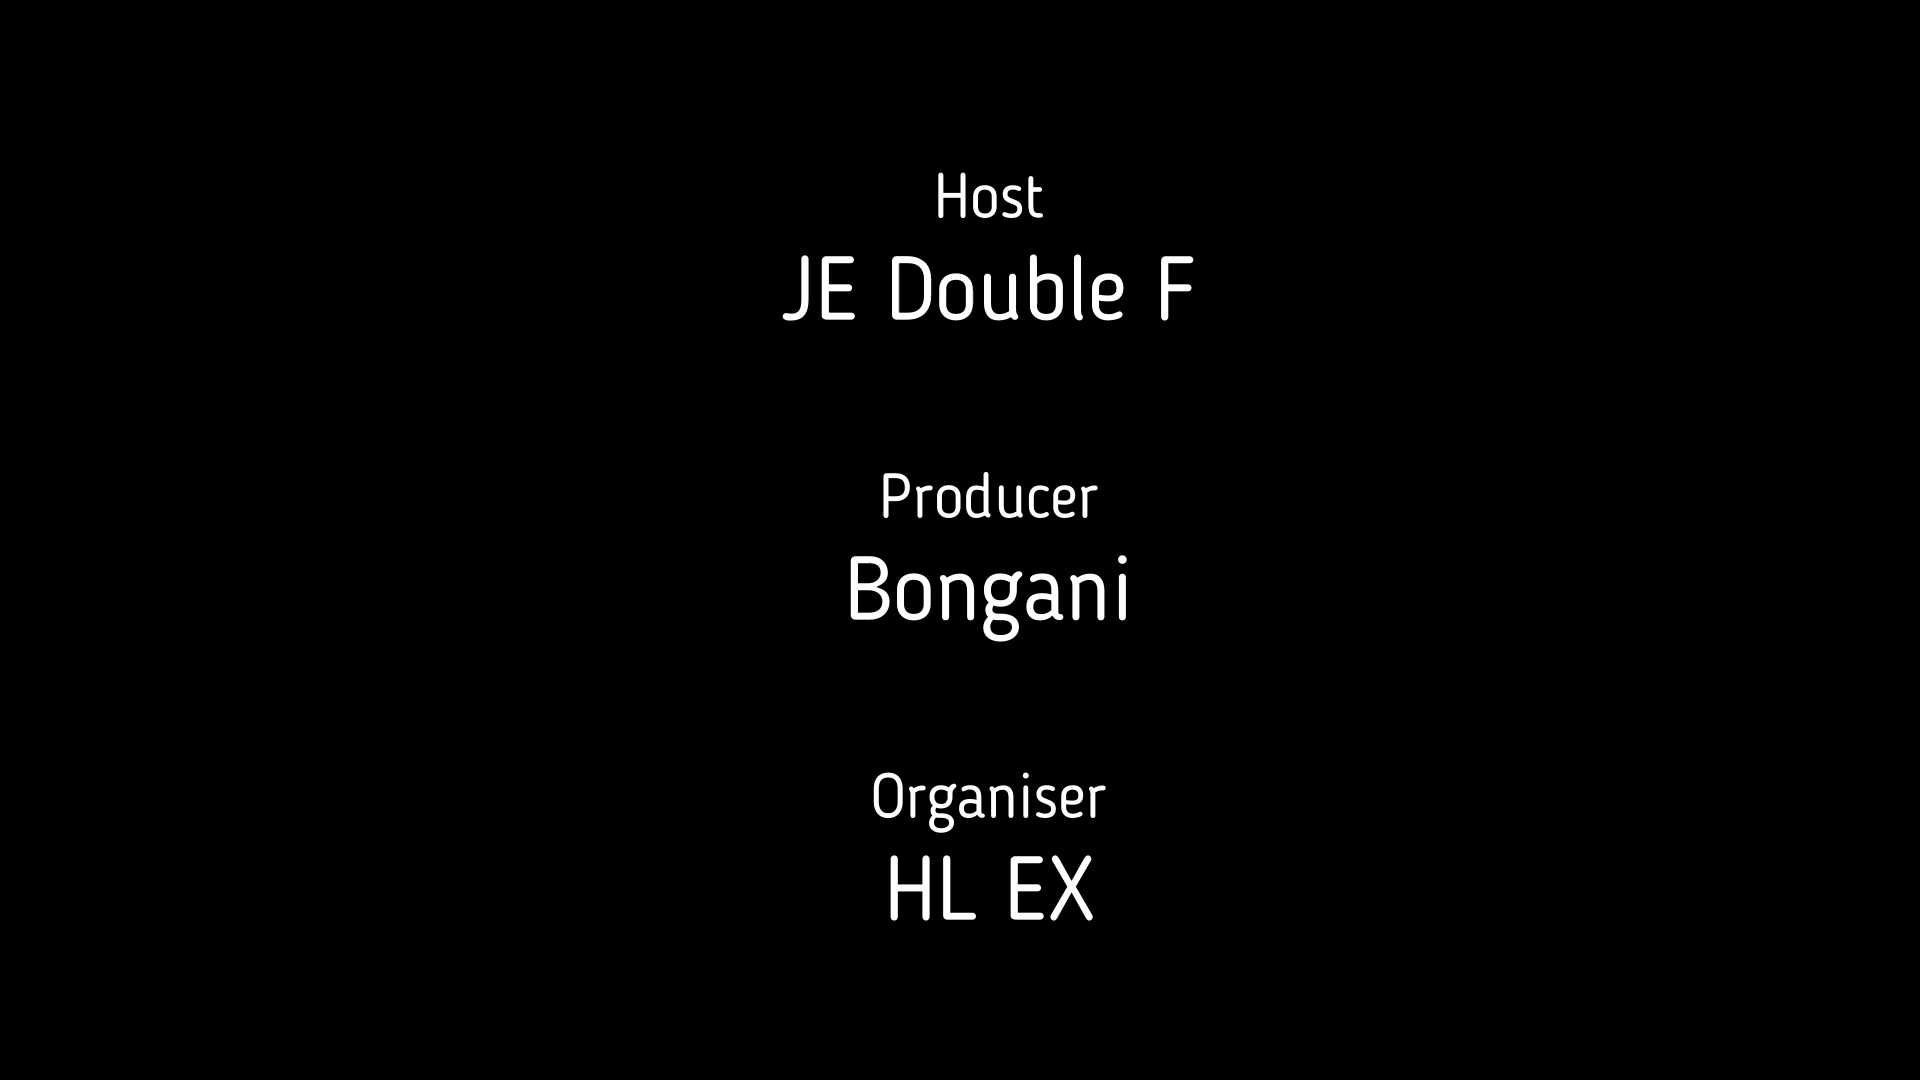 Host
JE Double F
Producer
Bongani
Organiser
HL EX